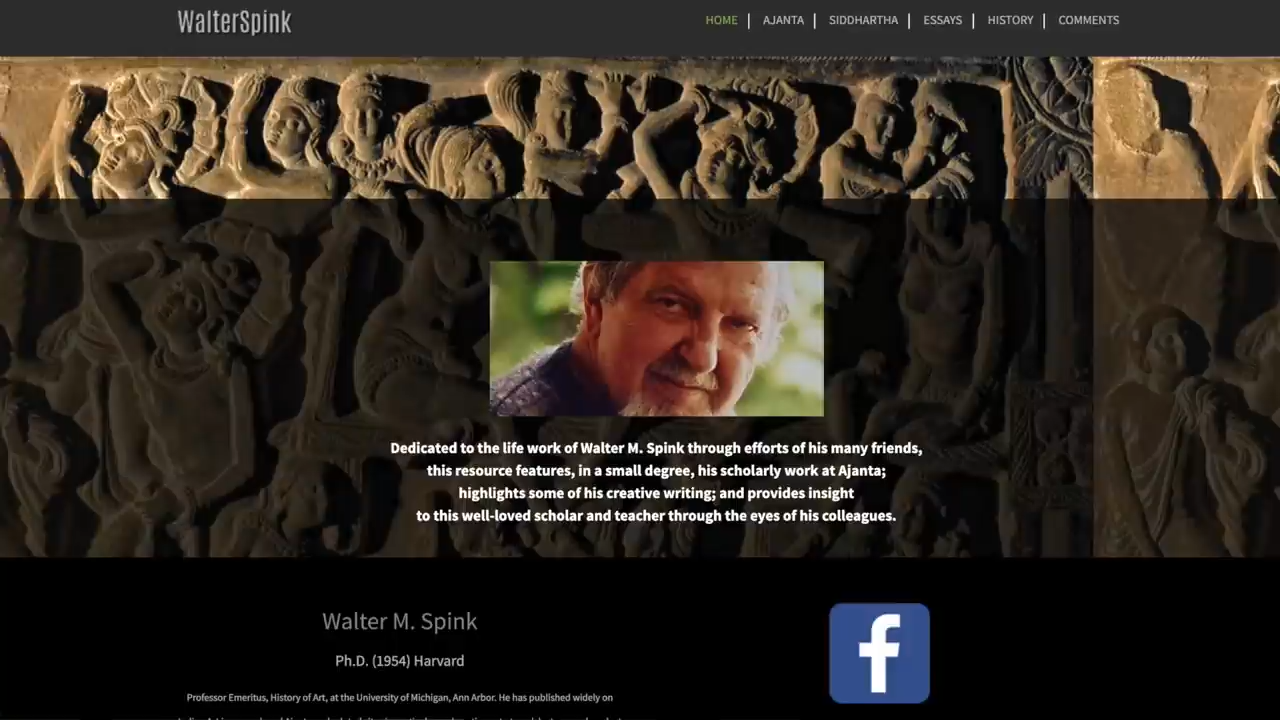 WalterSpink
HOME | AJANTA | SIDDHARTHA | ESSAYS | HISTORY | COMMENTS
Dedicated to the life work of Walter M. Spink through efforts of his many friends,
this resource features, in a small degree, his scholarly work at Ajanta;
highlights some of his creative writing; and provides insight
to this well-loved scholar and teacher through the eyes of his colleagues.
Walter M. Spink
Ph.D. (1954) Harvard
Professor Emeritus, History of Art, at the University of Michigan, Ann Arbor. He has published widely on